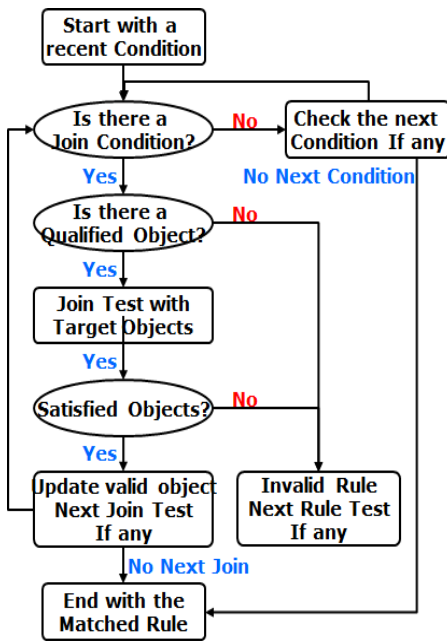 Start with a
recent Condition
Is there a
Join Condition?
No
Check the next
Condition If any
Yes
No Next Condition
Is there a
Qualified Object?
No
Yes
Join Test with
Target Objects
Yes
Satisfied Objects?
No
Yes
Update valid object
Next Join Test
If any
Invalid Rule
Next Rule Test
If any
No Next Join
End with the
Matched Rule